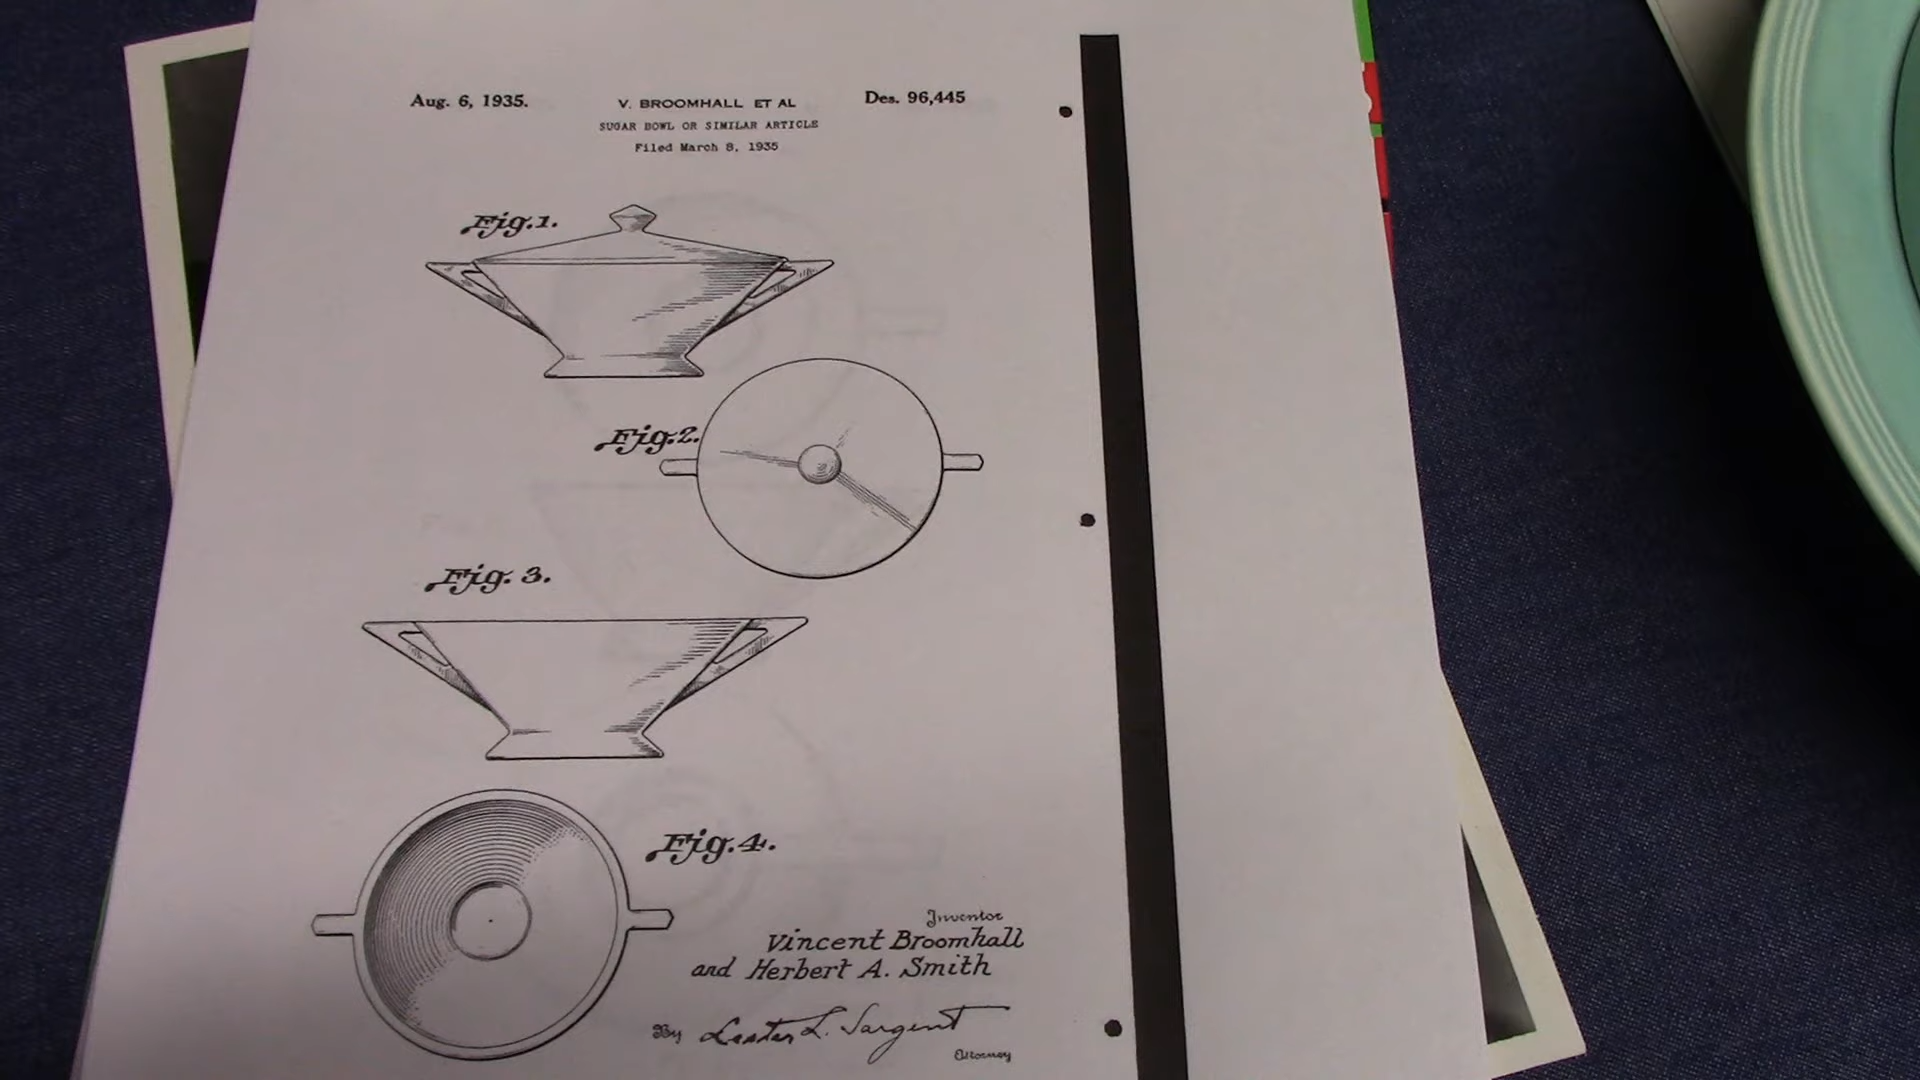 Aug. 6, 1935.
V. BROOMHALL ET AL
Des. 96,445
SUGAR BOWL OR SIMILAR ARTICLE
Filed March 8, 1935
Fig.1.
Fig.2.
Fig. 3.
Fig.4.
Inventor
Vincent Broomhall
and Herbert A. Smith
By Lester L. Sargent
Attorney